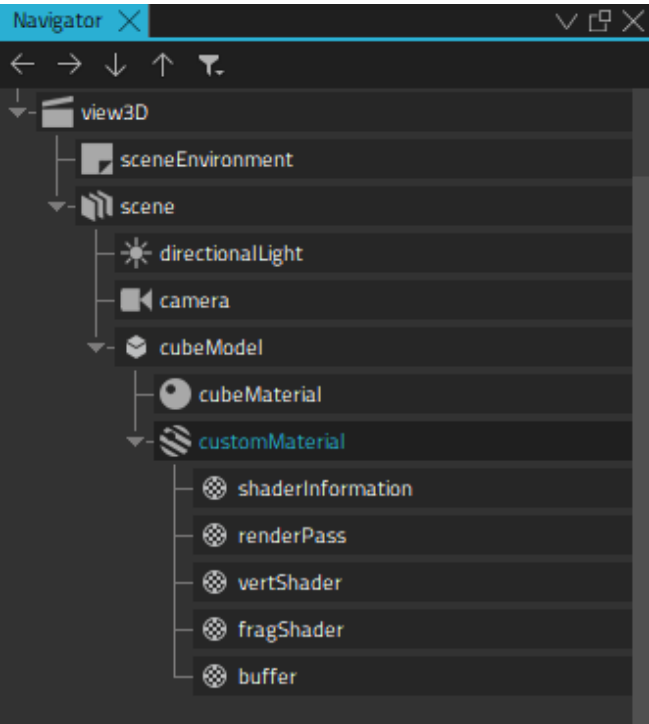 Navigator
view3D
sceneEnvironment
scene
directionalLight
camera
cubeModel
cubeMaterial
customMaterial
shaderInformation
renderPass
vertShader
fragShader
buffer